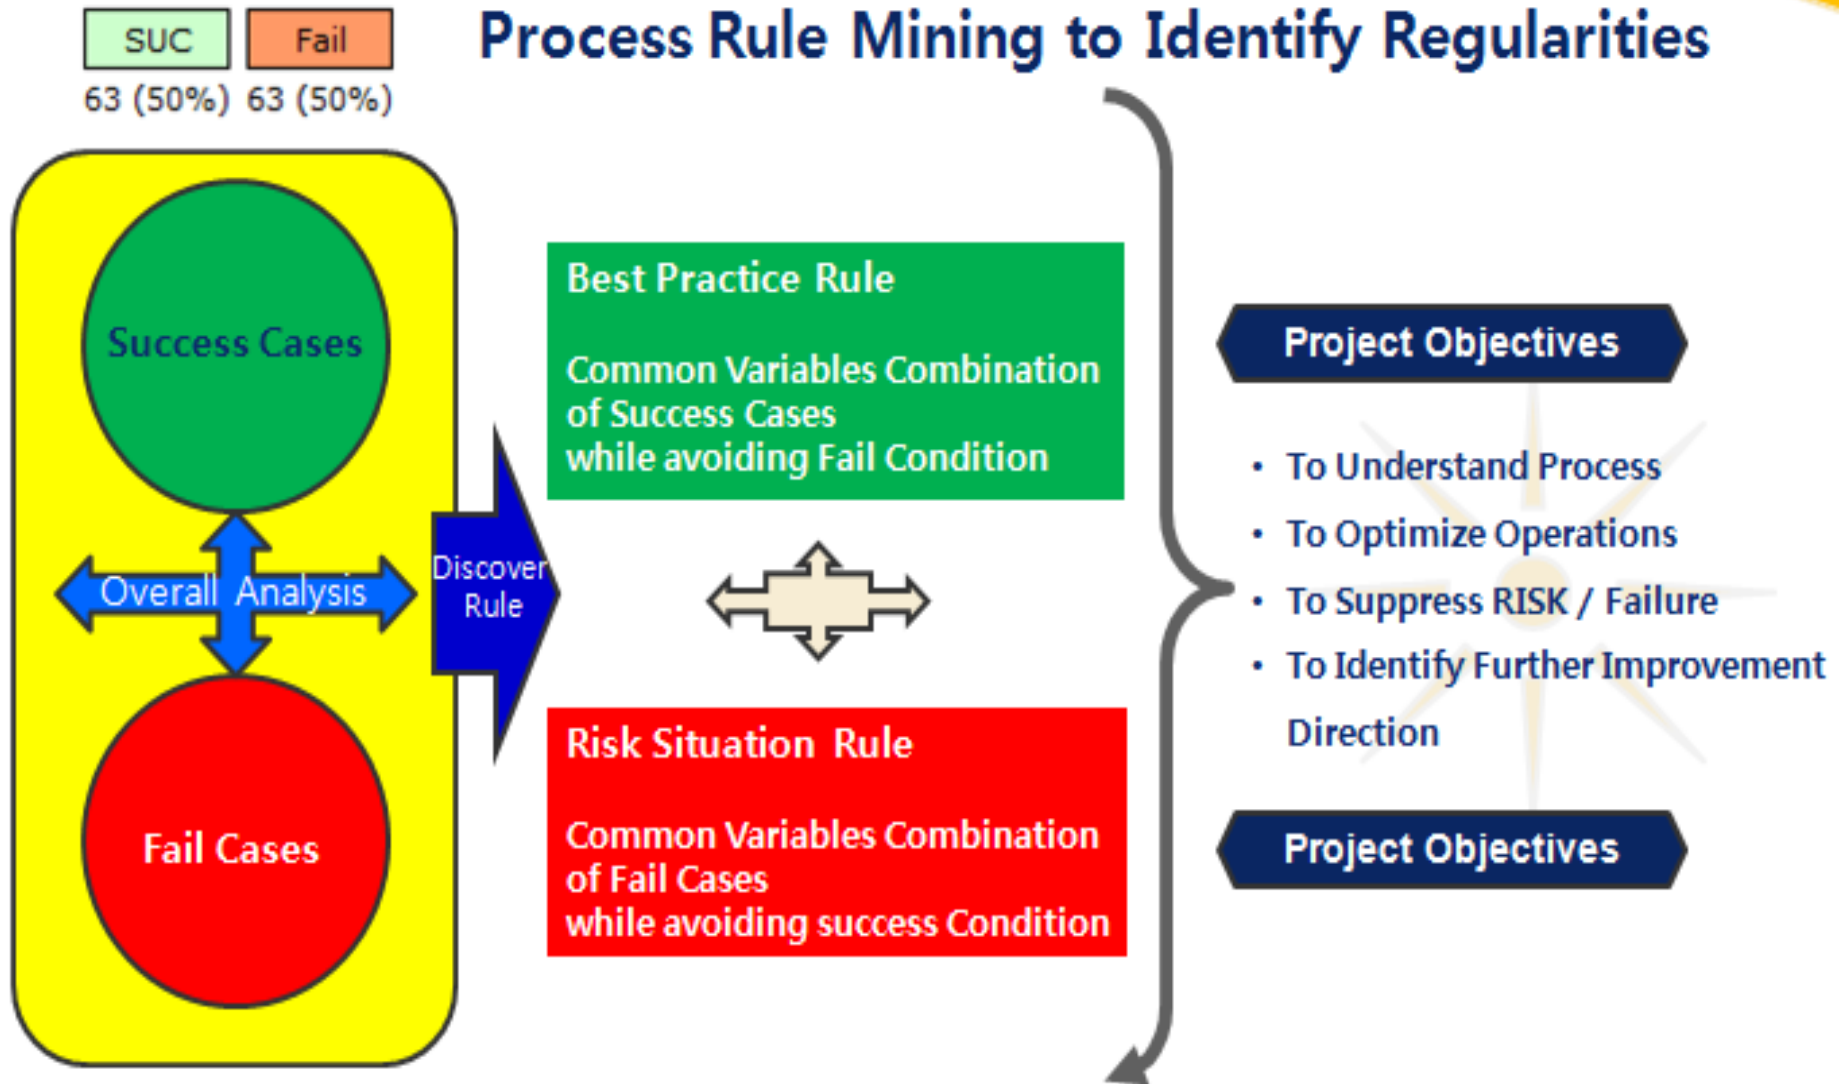 SUC Fail
63 (50%) 63 (50%)
Process Rule Mining to Identify Regularities
Success Cases
Overall Analysis
Fail Cases
Discover
Rule
Best Practice Rule
Common Variables Combination
of Success Cases
while avoiding Fail Condition
Risk Situation Rule
Common Variables Combination
of Fail Cases
while avoiding success Condition
Project Objectives
• To Understand Process
• To Optimize Operations
• To Suppress RISK / Failure
• To Identify Further Improvement
Direction
Project Objectives